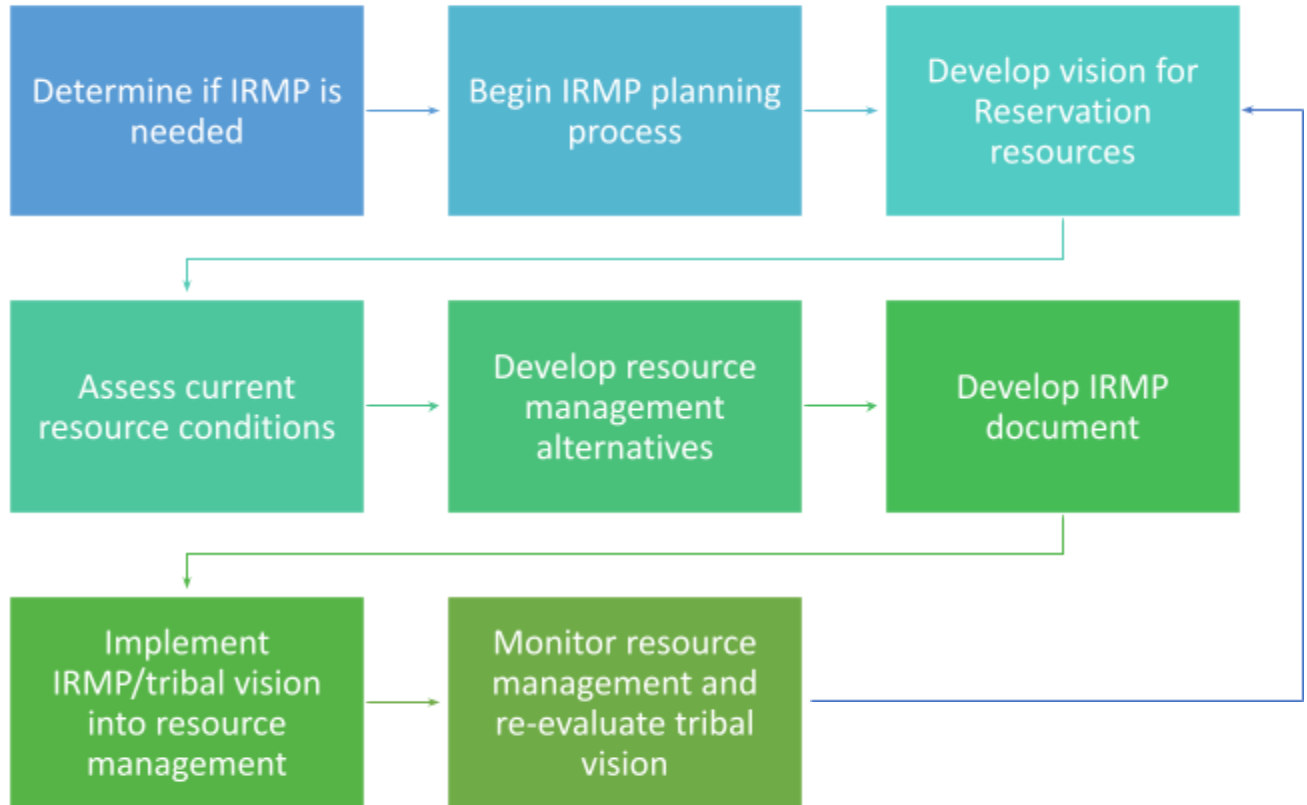 Determine if IRMP is
needed
Begin IRMP planning
process
Develop vision for
Reservation
resources
Assess current
resource conditions
Develop resource
management
alternatives
Develop IRMP
document
Implement
IRMP/tribal vision
into resource
management
Monitor resource
management and
re-evaluate tribal
vision